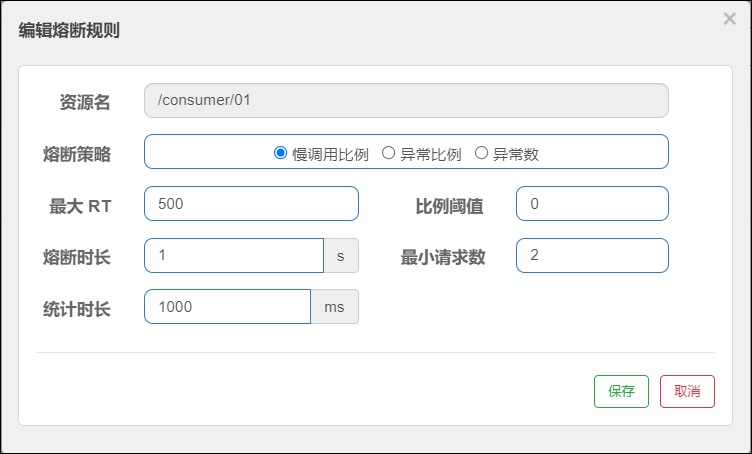 编辑熔断规则
×
资源名 /consumer/01
熔断策略 慢调用比例 异常比例 异常数
最大 RT 500 比例阈值 0
熔断时长 1 s 最小请求数 2
统计时长 1000 ms
保存 取消